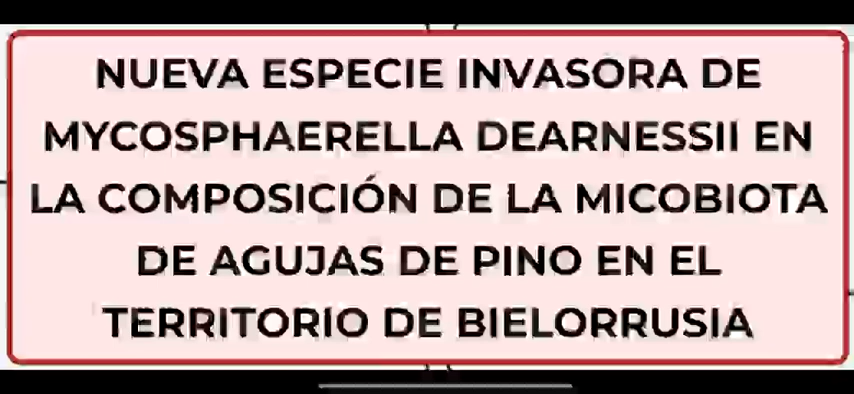 NUEVA ESPECIE INVASORA DE
MYCOSPHAERELLA DEARNESSII EN
LA COMPOSICIÓN DE LA MICOBIOTA
DE AGUJAS DE PINO EN EL
TERRITORIO DE BIELORRUSIA